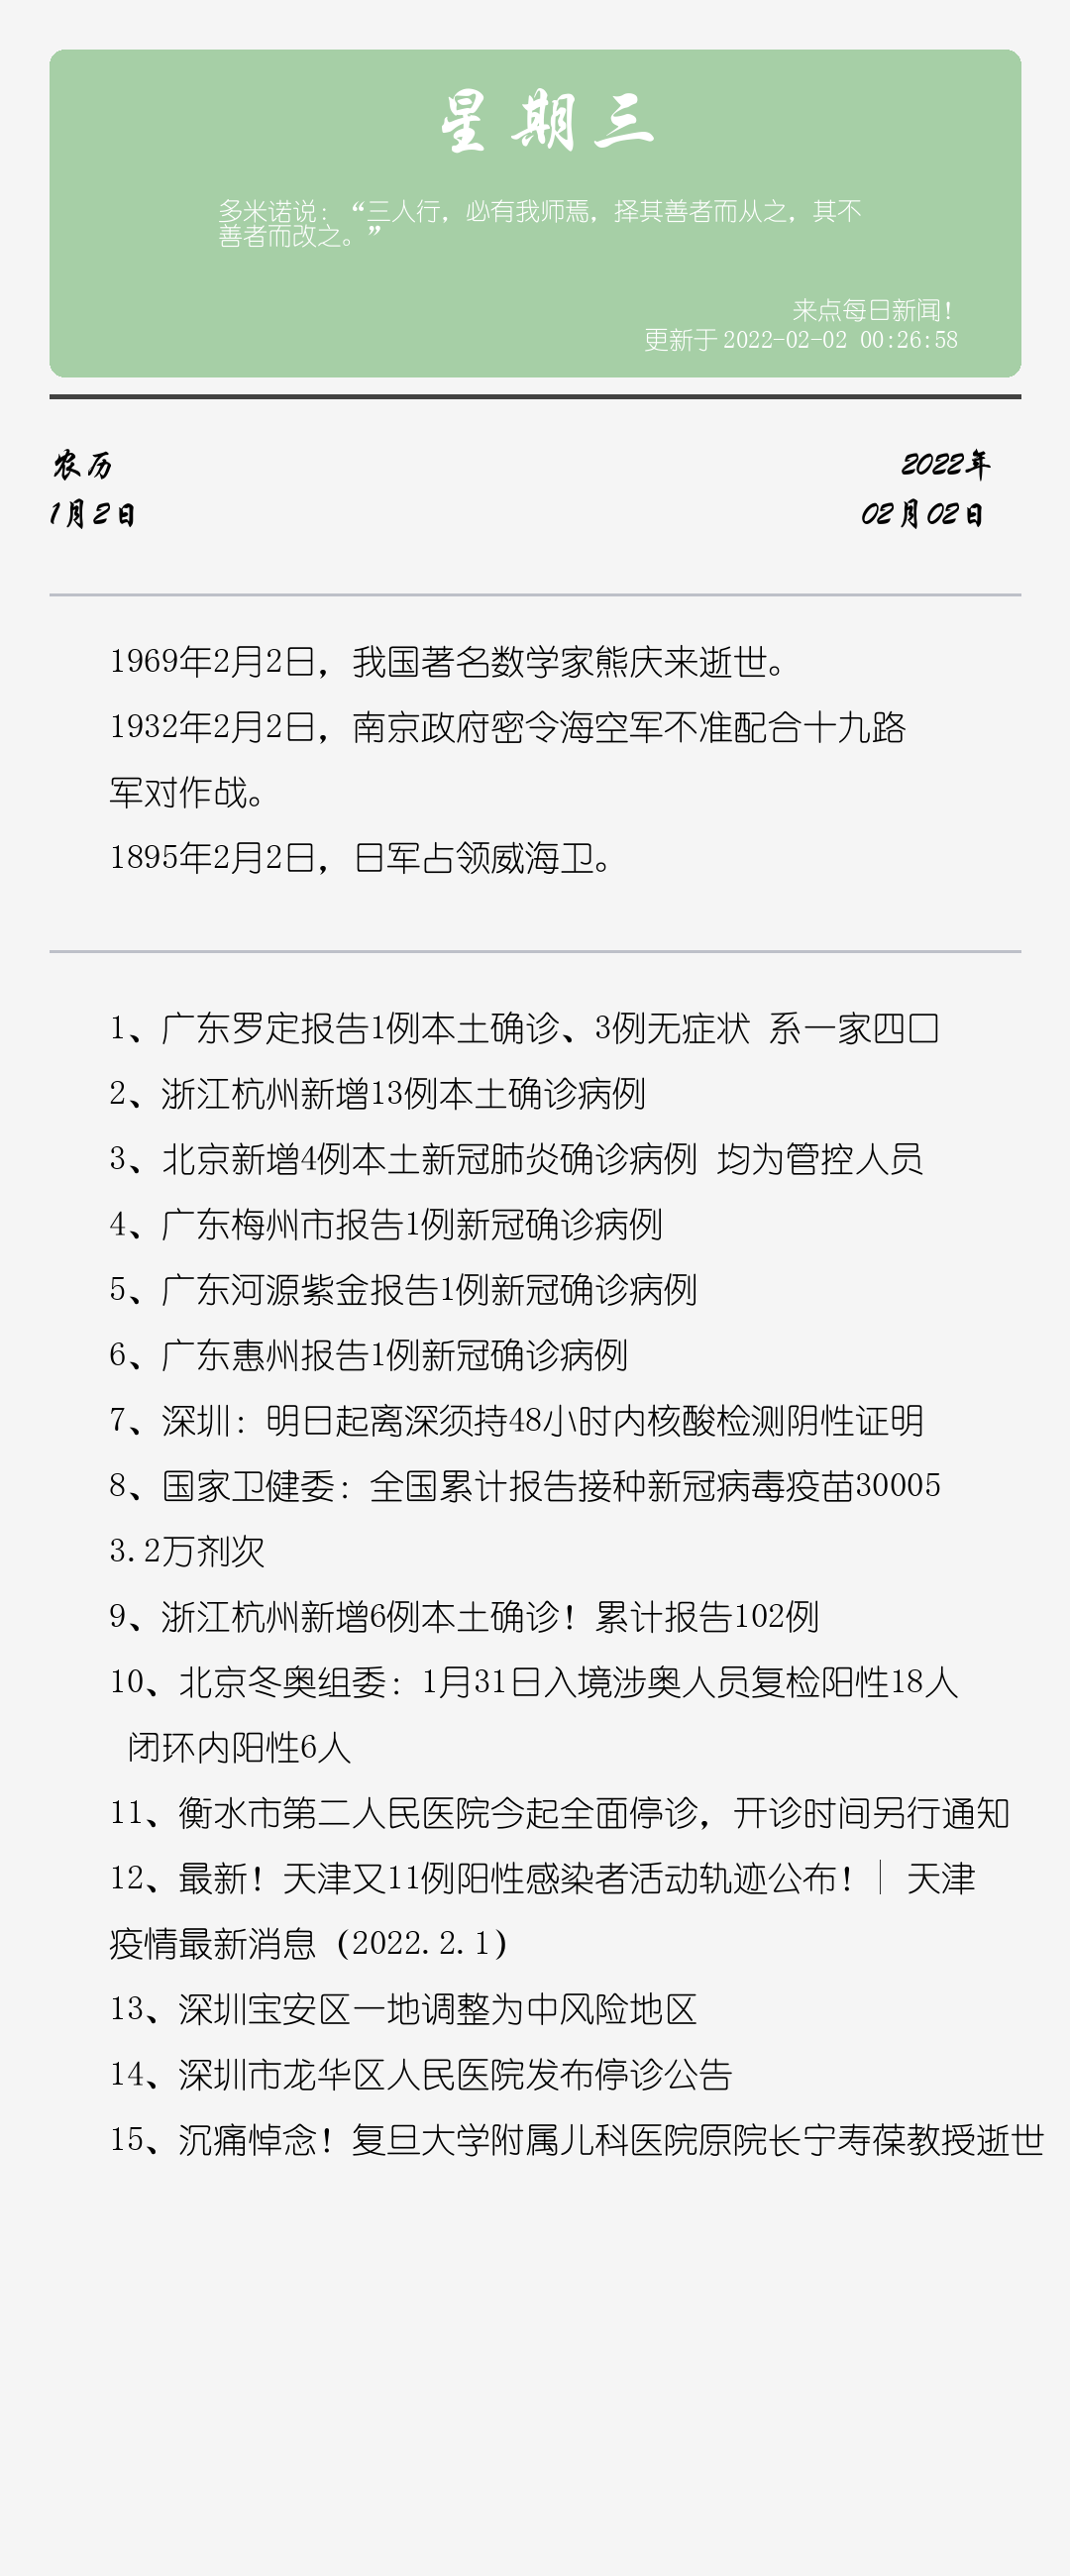 星期三
多米诺说：“三人行，必有我师焉，择其善者而从之，其不
善者而改之。”
来点每日新闻！
更新于 2022-02-02 00:26:58
农历
2022年
1月2日
02月02日
1969年2月2日，我国著名数学家熊庆来逝世。
1932年2月2日，南京政府密令海空军不准配合十九路
军对作战。
1895年2月2日，日军占领威海卫。
1、广东罗定报告1例本土确诊、3例无症状 系一家四口
2、浙江杭州新增13例本土确诊病例
3、北京新增4例本土新冠肺炎确诊病例 均为管控人员
4、广东梅州市报告1例新冠确诊病例
5、广东河源紫金报告1例新冠确诊病例
6、广东惠州报告1例新冠确诊病例
7、深圳：明日起离深须持48小时内核酸检测阴性证明
8、国家卫健委：全国累计报告接种新冠病毒疫苗30005
3.2万剂次
9、浙江杭州新增6例本土确诊！累计报告102例
10、北京冬奥组委：1月31日入境涉奥人员复检阳性18人
闭环内阳性6人
11、衡水市第二人民医院今起全面停诊，开诊时间另行通知
12、最新！天津又11例阳性感染者活动轨迹公布！| 天津
疫情最新消息（2022.2.1）
13、深圳宝安区一地调整为中风险地区
14、深圳市龙华区人民医院发布停诊公告
15、沉痛悼念！复旦大学附属儿科医院原院长宁寿葆教授逝世